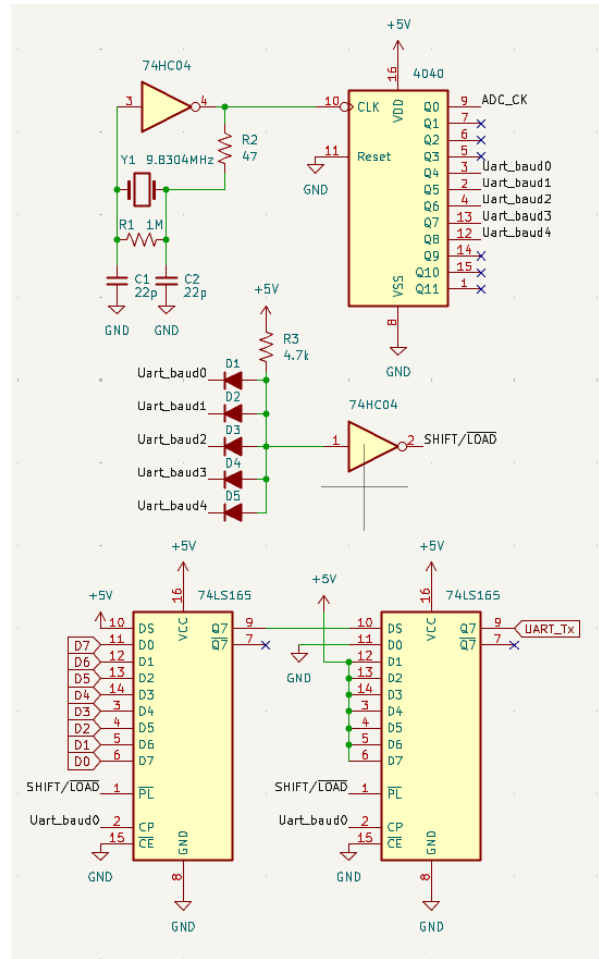 +5V
74HC04
4040
3 4
10 CLK
16 VDD
Q0 9 ADC_CK
Q1 7
Q2 6
Q3 5
Q4 3 Uart_baud0
Q5 2 Uart_baud1
Q6 4 Uart_baud2
Q7 13 Uart_baud3
Q8 12 Uart_baud4
Q9 14
Q10 15
Q11 1
11 Reset
GND
VSS 8
GND
R2
47
Y1 9.8304MHz
R1 1M
C1
22p
C2
22p
GND GND
+5V
R3
4.7k
Uart_baud0 D1
Uart_baud1 D2
Uart_baud2 D3
Uart_baud3 D4
Uart_baud4 D5
74HC04
1 2 SHIFT/LOAD
+5V
+5V
74LS165
16 VCC
10 DS
D7 11 D0
D6 12 D1
D5 13 D2
D4 14 D3
D3 3 D4
D2 4 D5
D1 5 D6
D0 6 D7
Q7 9
Q7 7
SHIFT/LOAD 1 PL
Uart_baud0 2 CP
15 CE
GND
GND
8
GND
+5V
+5V
74LS165
16 VCC
10 DS
11 D0
GND
12 D1
13 D2
14 D3
3 D4
4 D5
5 D6
6 D7
Q7 9 UART_Tx
Q7 7
SHIFT/LOAD 1 PL
Uart_baud0 2 CP
15 CE
GND
GND
8
GND